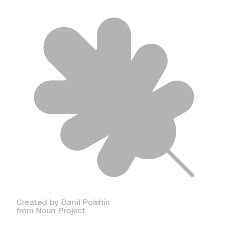 Created by Danil Polshin
from Noun Project